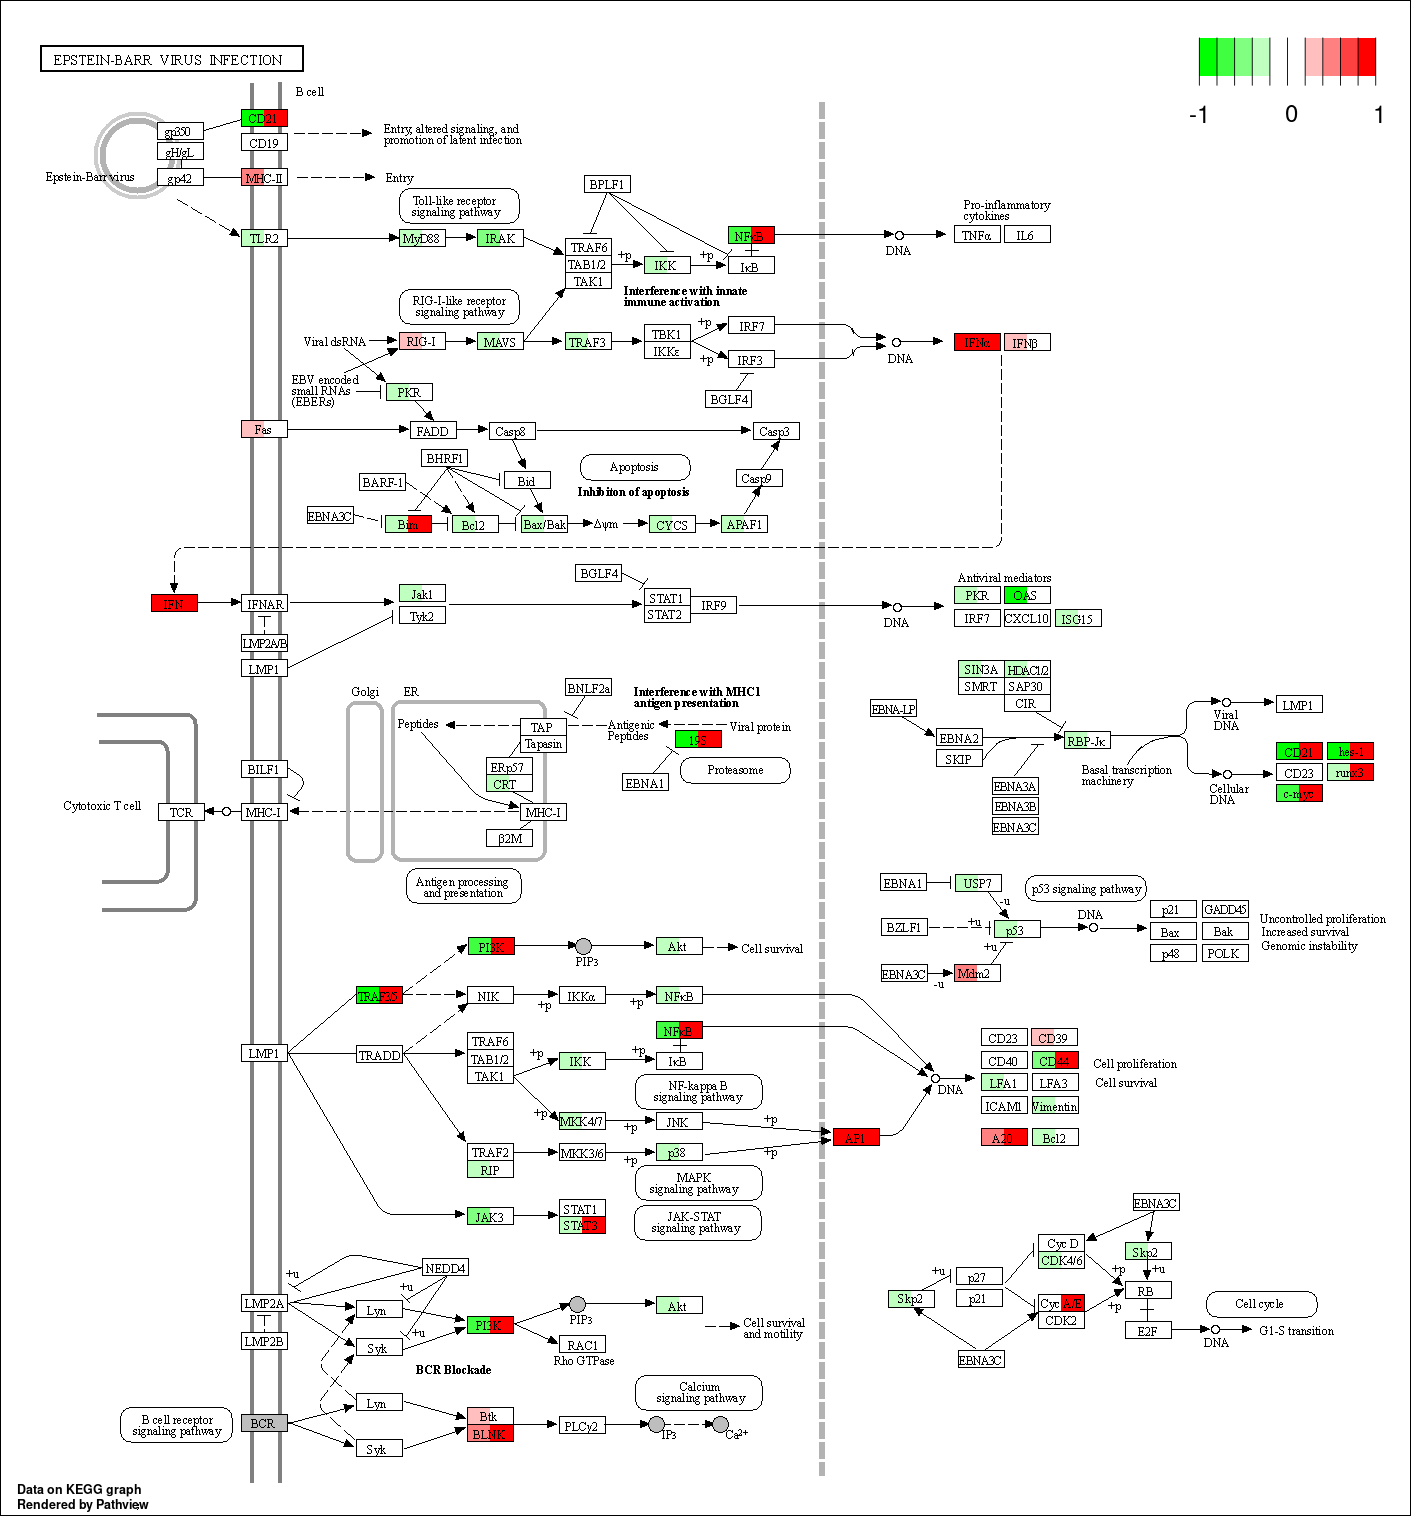 EPSTEIN-BARR VIRUS INFECTION
-1
0
1
B cell
CD21
gp350
CD19
Entry, altered signaling, and
promotion of latent infection
gH/gL
Epstein-Barr virus
gp42
MHC-II
Entry
BPLF1
Toll-like receptor
signaling pathway
Pro-inflammatory
cytokines
TLR2
MyD88
IRAK
TRAF6
TAB1/2
TAK1
+p
IKK
+p
NFκB
IκB
DNA
TNFα
IL6
Interference with innate
immune activation
RIG-I-like receptor
signaling pathway
Viral dsRNA
RIG-I
MAVS
TRAF3
TBK1
IKKε
+p
IRF7
+p
IRF3
DNA
IFNα
IFNβ
EBV encoded
small RNAs
(EBERs)
PKR
BGLF4
Fas
FADD
Casp8
Casp3
BHRF1
Apoptosis
BARF-1
Bid
Casp9
Inhibiton of apoptosis
EBNA3C
Bim
Bcl2
Bax/Bak
Δψm
CYCS
APAF1
BGLF4
Antiviral mediators
IFN
IFNAR
Jak1
Tyk2
STAT1
STAT2
IRF9
DNA
PKR
OAS
IRF7
CXCL10
ISG15
LMP2A/B
LMP1
SIN3A
HDAC1/2
SMRT
SAP30
CIR
Golgi
ER
BNLF2a
Interference with MHC1
antigen presentation
EBNA-LP
Viral
DNA
LMP1
Peptides
TAP
Tapasin
Antigenic
Peptides
Viral protein
19S
EBNA2
SKIP
RBP-Jκ
Basal transcription
machinery
CD21
hes-1
CD23
runx3
c-myc
Cellular
DNA
BILF1
ERp57
CRT
EBNA1
Proteasome
EBNA3A
EBNA3B
EBNA3C
Cytotoxic T cell
TCR
MHC-I
MHC-I
β2M
Antigen processing
and presentation
EBNA1
USP7
p53 signaling pathway
-u
BZLF1
+u
p53
+u
DNA
p21
GADD45
Bax
Bak
p48
POLK
Uncontrolled proliferation
Increased survival
Genomic instability
EBNA3C
-u
Mdm2
PI3K
PIP3
Akt
Cell survival
TRAF3/5
NIK
+p
IKKα
+p
NFκB
LMP1
TRADD
TRAF6
TAB1/2
TAK1
+p
IKK
+p
NFκB
IκB
CD23
CD39
CD40
CD44
LFA1
LFA3
ICAM1
Vimentin
A20
Bcl2
Cell proliferation
Cell survival
DNA
NF-kappa B
signaling pathway
+p
MKK4/7
+p
JNK
+p
AP1
TRAF2
RIP
MKK3/6
+p
p38
+p
MAPK
signaling pathway
JAK3
STAT1
STAT3
JAK-STAT
signaling pathway
EBNA3C
Cyc D
CDK4/6
Skp2
+p
+u
+u
p27
p21
Skp2
RB
Cyc A/E
CDK2
+p
Cell cycle
E2F
DNA
G1-S transition
EBNA3C
NEDD4
+u
+u
LMP2A
Lyn
+u
PI3K
PIP3
Akt
Cell survival
and motility
LMP2B
Syk
RAC1
Rho GTPase
BCR Blockade
Calcium
signaling pathway
B cell receptor
signaling pathway
BCR
Lyn
Btk
BLNK
PLCγ2
IP3
Ca2+
Syk
Data on KEGG graph
Rendered by Pathview